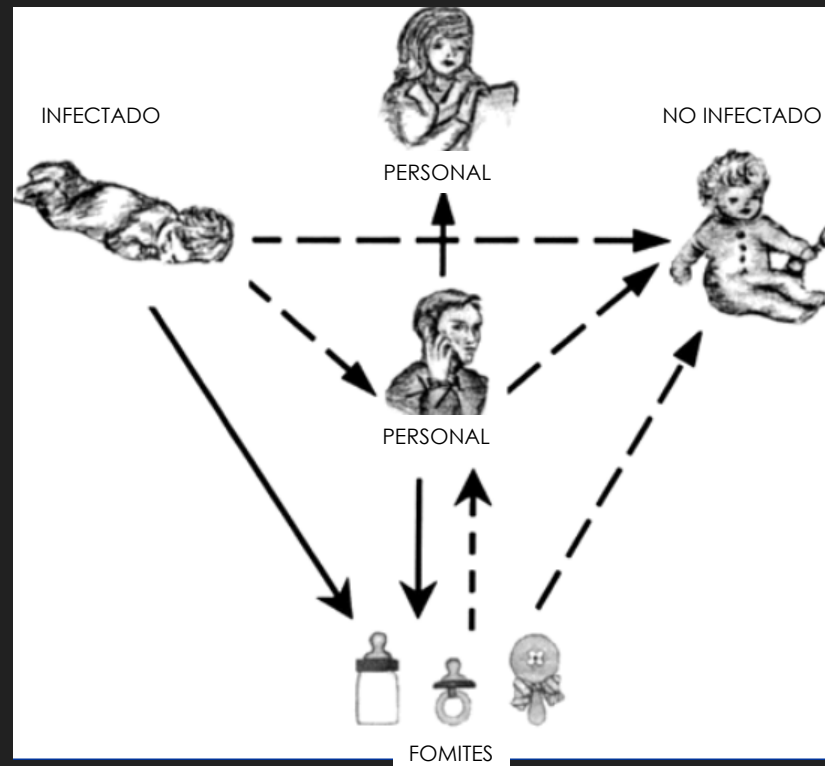 INFECTADO
NO INFECTADO
PERSONAL
PERSONAL
FOMITES